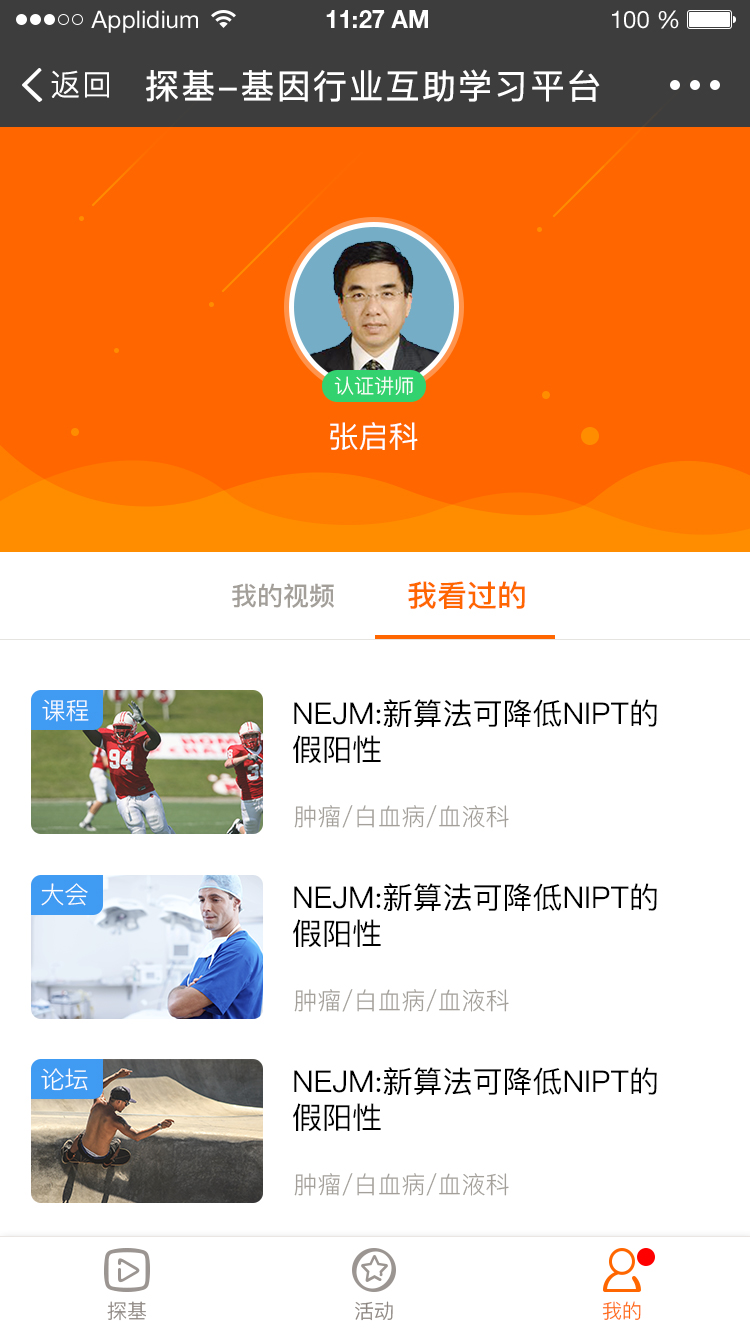 Applidium 11:27 AM 100 %
返回 探基-基因行业互助学习平台
认证讲师
张启科
我的视频 我看过的
课程
NEJM:新算法可降低NIPT的
假阳性
肿瘤/白血病/血液科
大会
NEJM:新算法可降低NIPT的
假阳性
肿瘤/白血病/血液科
论坛
NEJM:新算法可降低NIPT的
假阳性
肿瘤/白血病/血液科
探基 活动 我的
94